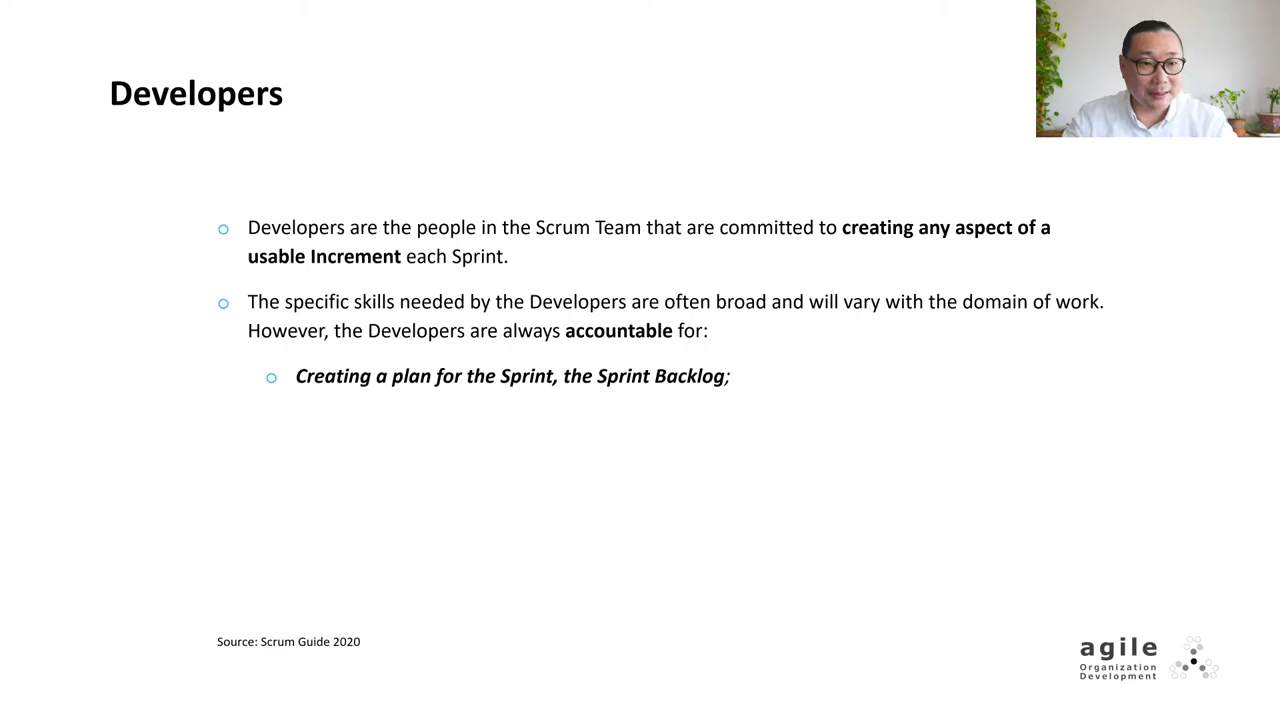 Developers
Developers are the people in the Scrum Team that are committed to creating any aspect of a
usable Increment each Sprint.
The specific skills needed by the Developers are often broad and will vary with the domain of work.
However, the Developers are always accountable for:
Creating a plan for the Sprint, the Sprint Backlog;
Source: Scrum Guide 2020
agile
Organization
Development